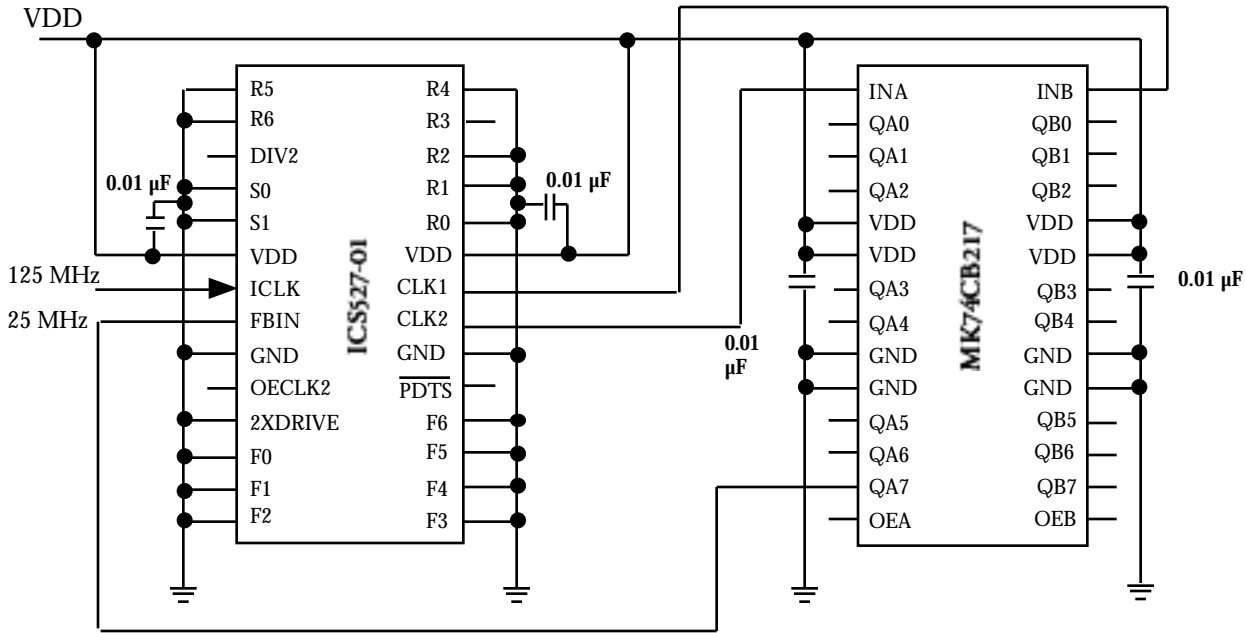 VDD
R5
R6
DIV2
S0
S1
VDD
ICLK
FBIN
GND
OECLK2
2XDRIVE
F0
F1
F2
R4
R3
R2
R1
R0
VDD
CLK1
CLK2
GND
PDTS
F6
F5
F4
F3
ICS527-01
0.01 µF
0.01 µF
125 MHz
25 MHz
0.01
µF
INA
QA0
QA1
QA2
VDD
VDD
QA3
QA4
GND
GND
QA5
QA6
QA7
OEA
INB
QB0
QB1
QB2
VDD
VDD
QB3
QB4
GND
GND
QB5
QB6
QB7
OEB
MK74CB217
0.01 µF